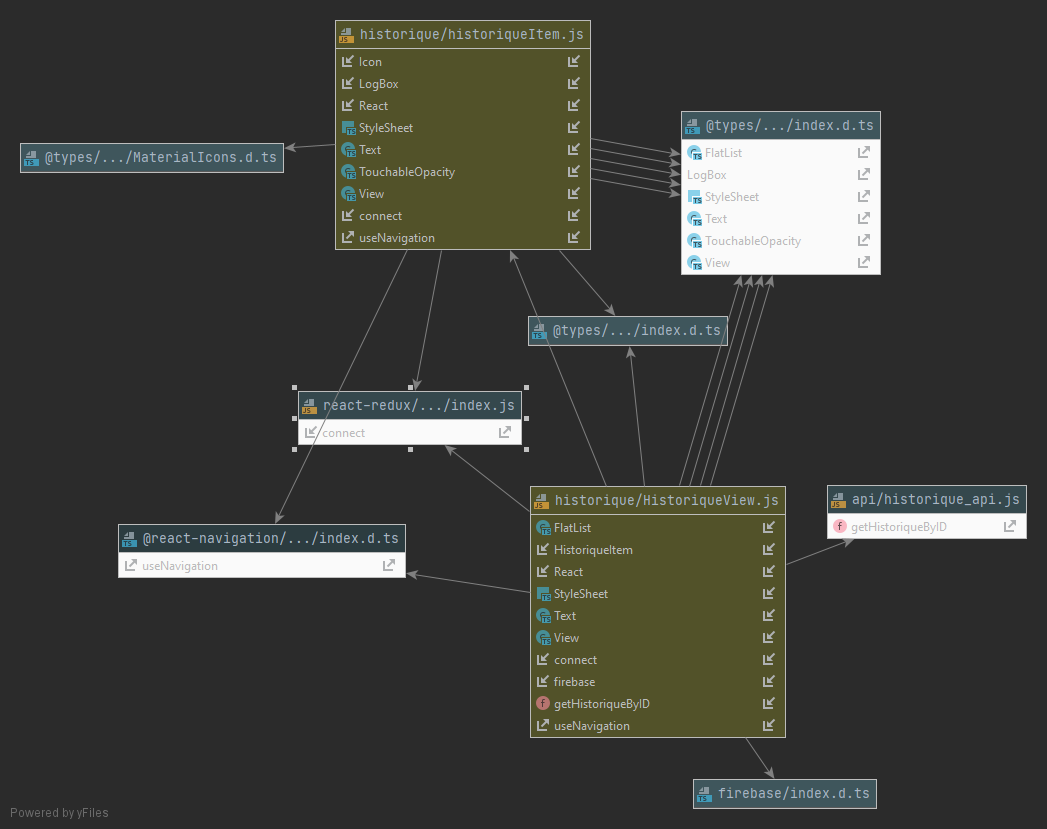 historique/historiqueItem.js
Icon
LogBox
React
StyleSheet
Text
TouchableOpacity
View
connect
useNavigation
@types/.../MaterialIcons.d.ts
@types/.../index.d.ts
FlatList
LogBox
StyleSheet
Text
TouchableOpacity
View
@types/.../index.d.ts
react-redux/.../index.js
connect
@react-navigation/.../index.d.ts
useNavigation
historique/HistoriqueView.js
FlatList
HistoriqueItem
React
StyleSheet
Text
View
connect
firebase
getHistoriqueByID
useNavigation
api/historique_api.js
getHistoriqueByID
firebase/index.d.ts
Powered by yFiles